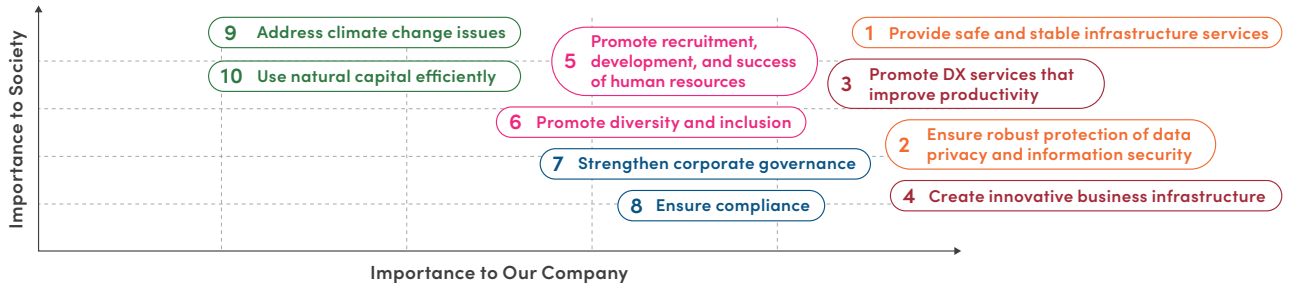 Importance to Society
9 Address climate change issues
10 Use natural capital efficiently
5 Promote recruitment,
development, and success
of human resources
6 Promote diversity and inclusion
7 Strengthen corporate governance
8 Ensure compliance
1 Provide safe and stable infrastructure services
3 Promote DX services that
improve productivity
2 Ensure robust protection of data
privacy and information security
4 Create innovative business infrastructure
Importance to Our Company